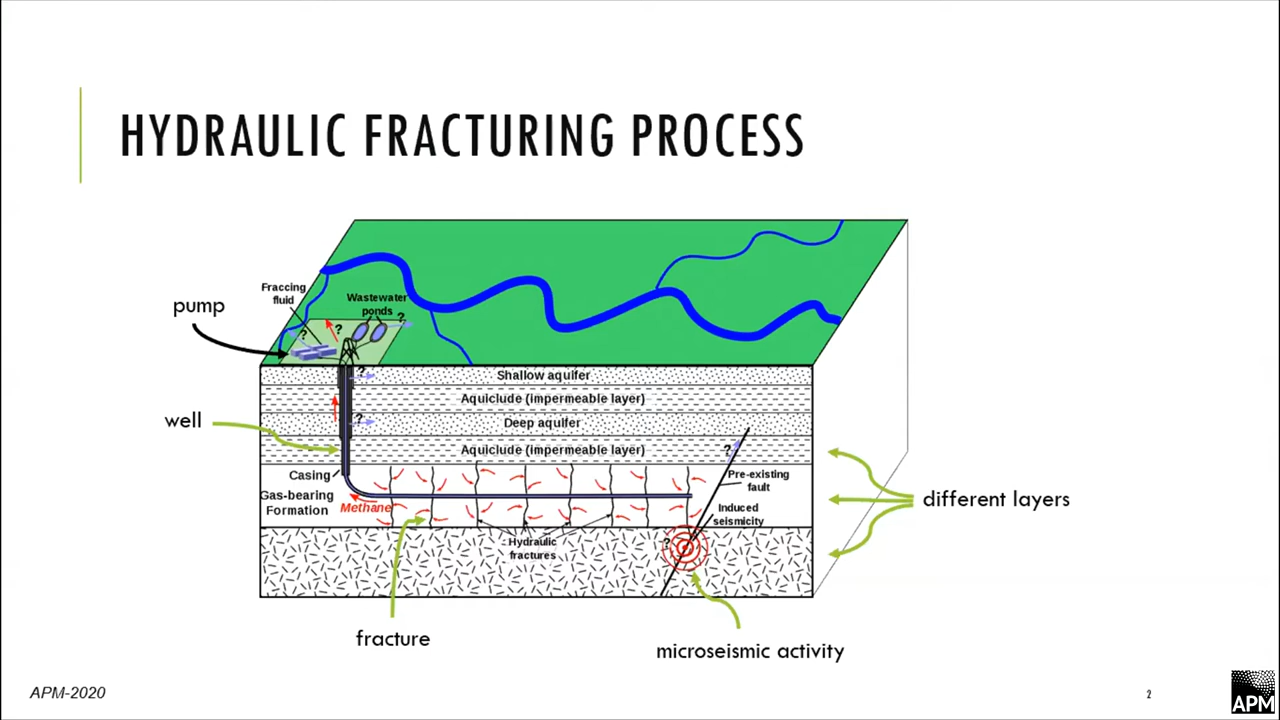 HYDRAULIC FRACTURING PROCESS
Fraccing
fluid
Wastewater
ponds
?
?
?
pump
Shallow aquifer
?
Aquiclude (impermeable layer)
well
Deep aquifer
?
Aquiclude (impermeable layer)
?
Casing
Pre-existing
fault
Gas-bearing
Formation
Methane
different layers
Induced
seismicity
Hydraulic
fractures
?
fracture
microseismic activity
APM-2020
2
APM